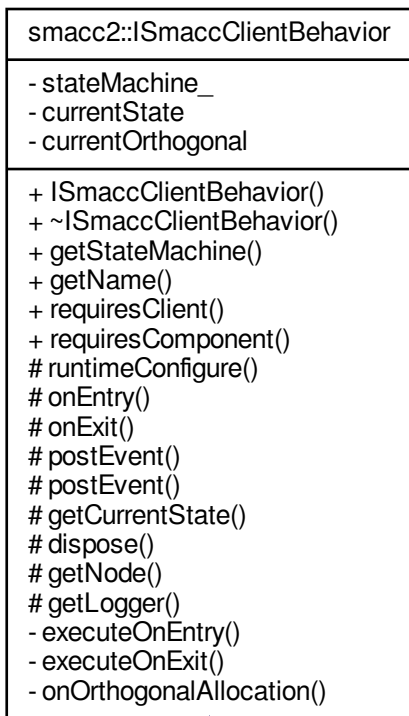 smacc2::ISmaccClientBehavior
- stateMachine_
- currentState
- currentOrthogonal
+ ISmaccClientBehavior()
+ ~ISmaccClientBehavior()
+ getStateMachine()
+ getName()
+ requiresClient()
+ requiresComponent()
# runtimeConfigure()
# onEntry()
# onExit()
# postEvent()
# postEvent()
# getCurrentState()
# dispose()
# getNode()
# getLogger()
- executeOnEntry()
- executeOnExit()
- onOrthogonalAllocation()